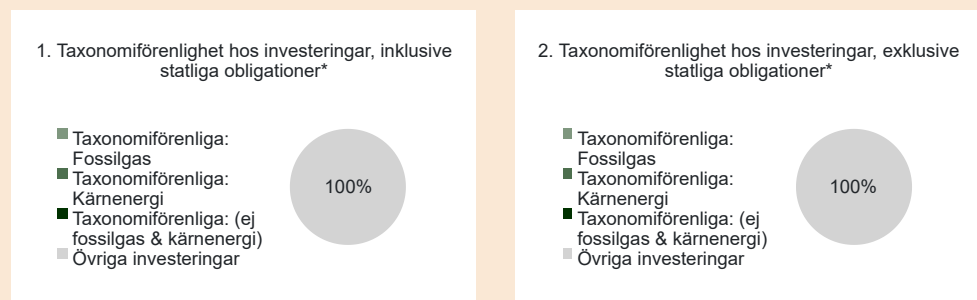 1. Taxonomiförenlighet hos investeringar, inklusive
statliga obligationer*
Taxonomiförenliga:
Fossilgas
Taxonomiförenliga:
Kärnenergi
Taxonomiförenliga: (ej
fossilgas & kärnenergi)
Övriga investeringar
100%
2. Taxonomiförenlighet hos investeringar, exklusive
statliga obligationer*
Taxonomiförenliga:
Fossilgas
Taxonomiförenliga:
Kärnenergi
Taxonomiförenliga: (ej
fossilgas & kärnenergi)
Övriga investeringar
100%